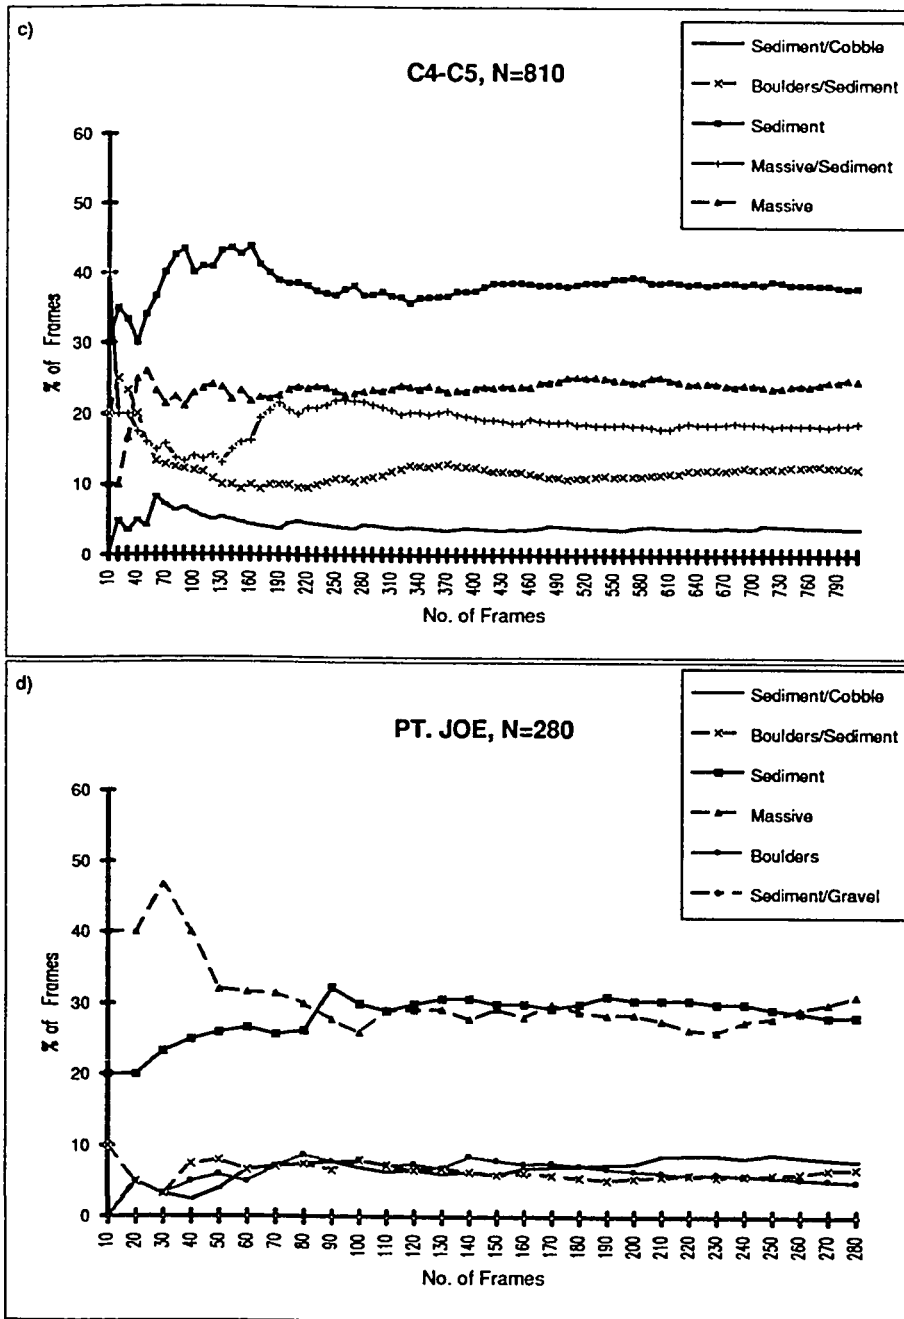 c)
C4-C5, N=810
Sediment/Cobble
Boulders/Sediment
Sediment
Massive/Sediment
Massive
60
50
40
30
20
10
0
% of Frames
10 40 70 100 130 160 190 220 250 280 310 340 370 400 430 460 490 520 550 580 610 640 670 700 730 760 790
No. of Frames
d)
PT. JOE, N=280
Sediment/Cobble
Boulders/Sediment
Sediment
Massive
Boulders
Sediment/Gravel
60
50
40
30
20
10
0
% of Frames
10 20 30 40 50 60 70 80 90 100 110 120 130 140 150 160 170 180 190 200 210 220 230 240 250 260 270 280
No. of Frames